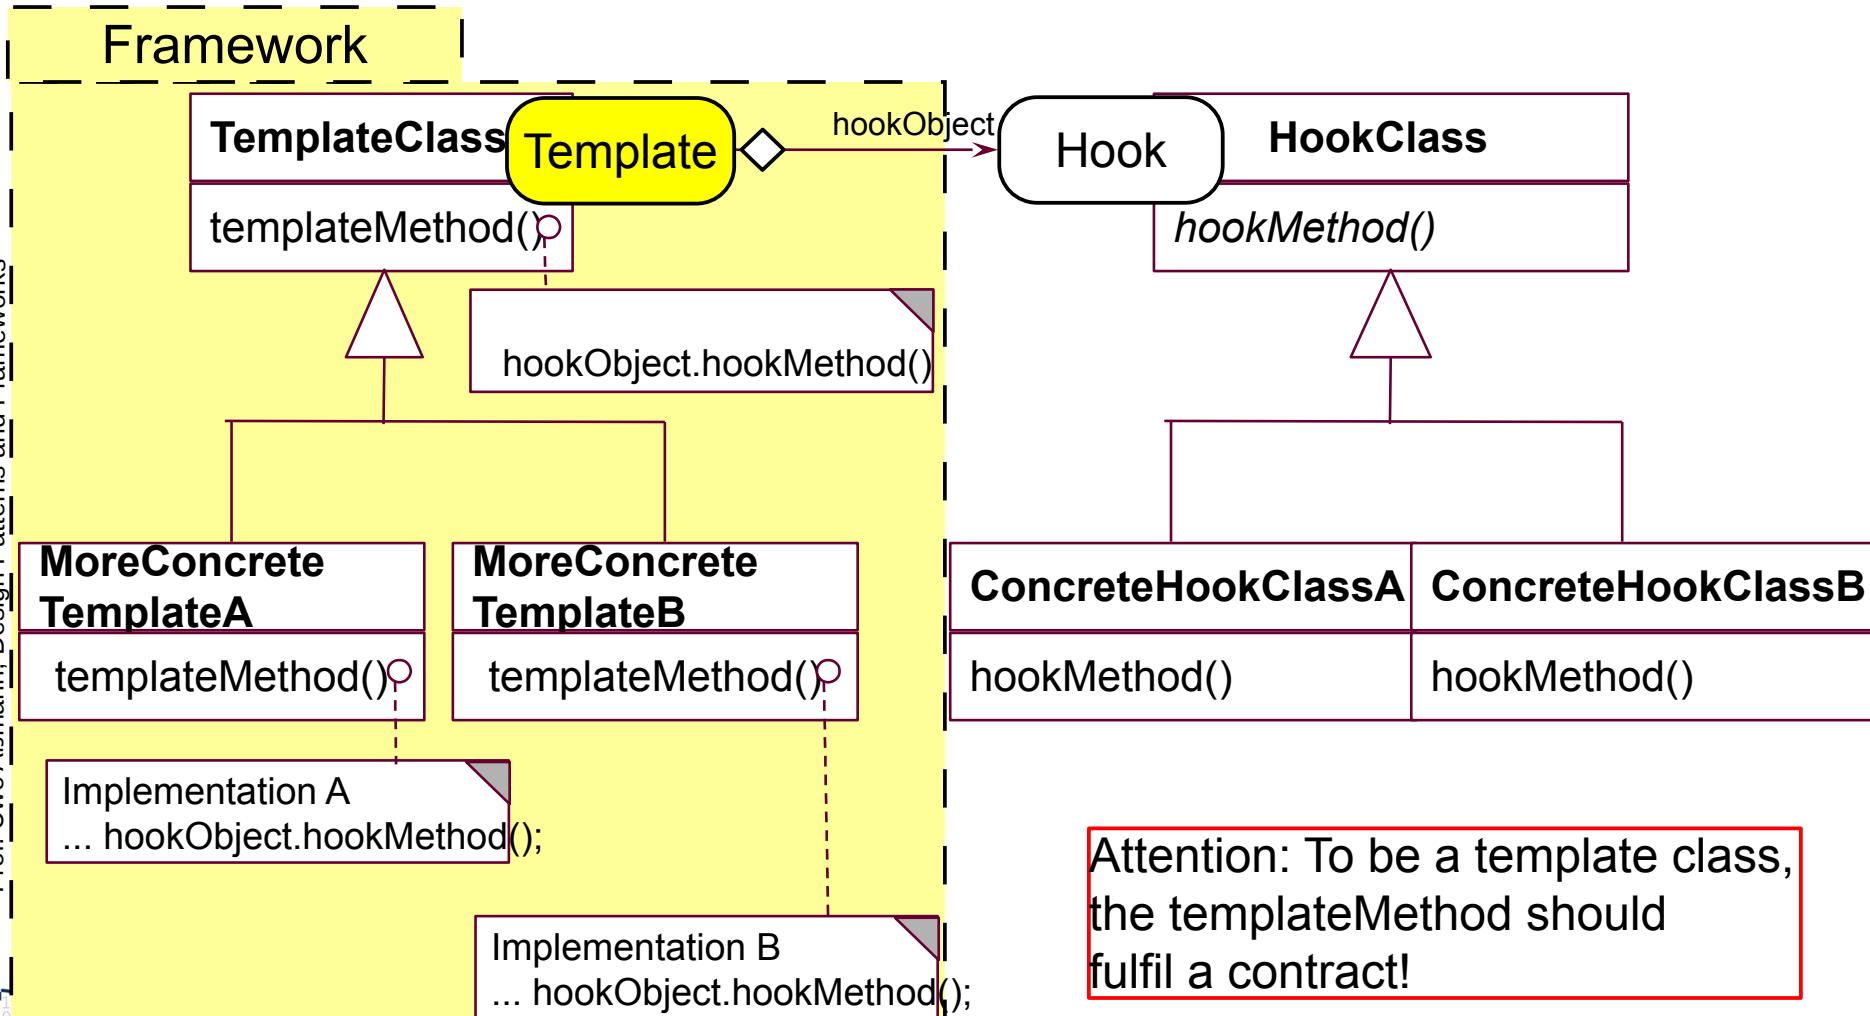 Framework
TemplateClass
Template
hookObject
Hook
HookClass
templateMethod()
hookMethod()
hookObject.hookMethod()
MoreConcrete
TemplateA
MoreConcrete
TemplateB
ConcreteHookClassA
ConcreteHookClassB
templateMethod()
templateMethod()
hookMethod()
hookMethod()
Implementation A
... hookObject.hookMethod();
Implementation B
... hookObject.hookMethod();
Attention: To be a template class,
the templateMethod should
fulfil a contract!